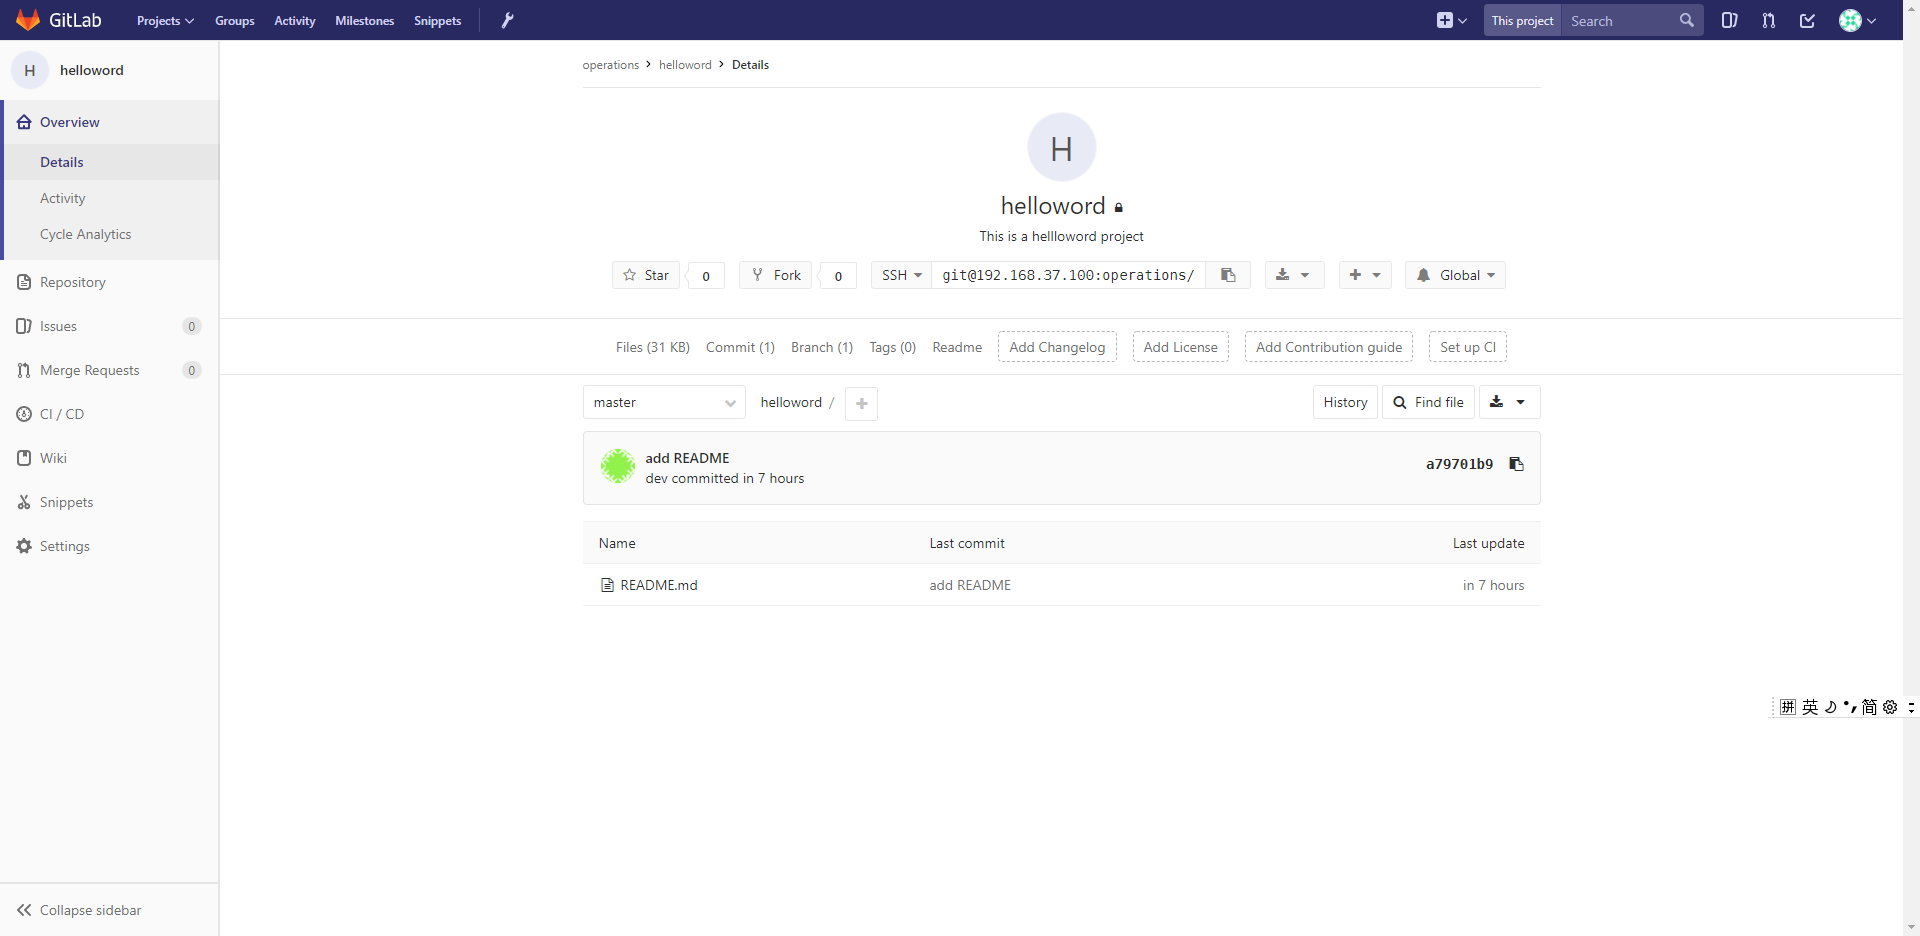 GitLab Projects Groups Activity Milestones Snippets This project Search
H helloword
Overview
Details
Activity
Cycle Analytics
Repository
Issues 0
Merge Requests 0
CI / CD
Wiki
Snippets
Settings
Collapse sidebar
operations helloword Details
H
helloword
This is a hellloword project
Star 0 Fork 0 SSH git@192.168.37.100:operations/ Global
Files (31 KB) Commit (1) Branch (1) Tags (0) Readme Add Changelog Add License Add Contribution guide Set up CI
master helloword / History Find file
add README
dev committed in 7 hours
a79701b9
Name Last commit Last update
README.md add README in 7 hours
拼 英 简